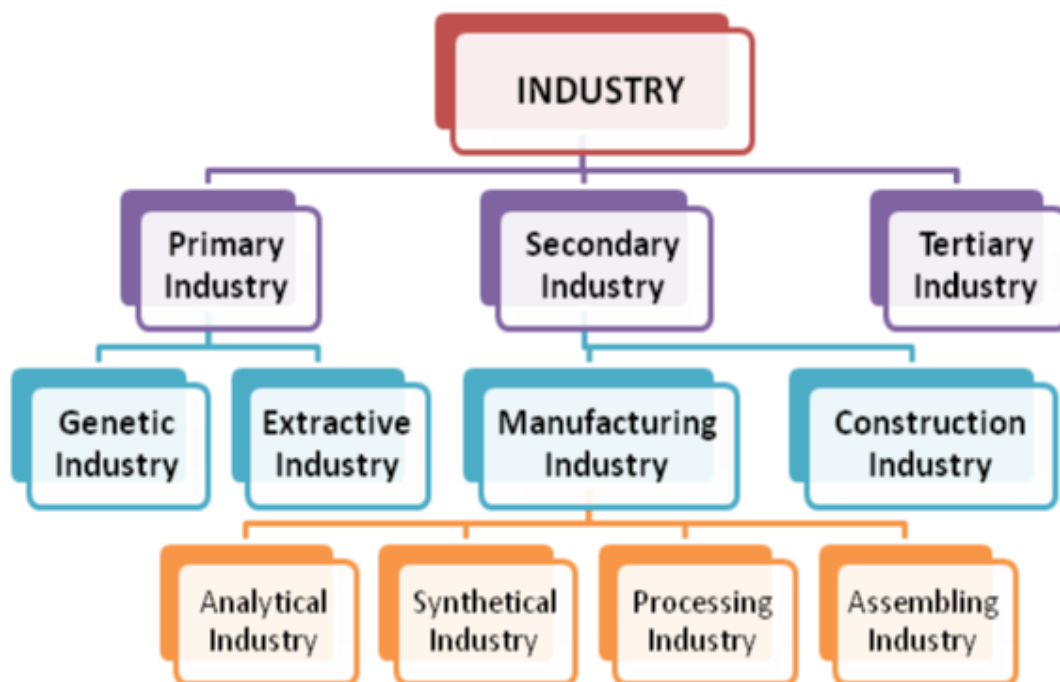 INDUSTRY
Primary
Industry
Secondary
Industry
Tertiary
Industry
Genetic
Industry
Extractive
Industry
Manufacturing
Industry
Construction
Industry
Analytical
Industry
Synthetical
Industry
Processing
Industry
Assembling
Industry